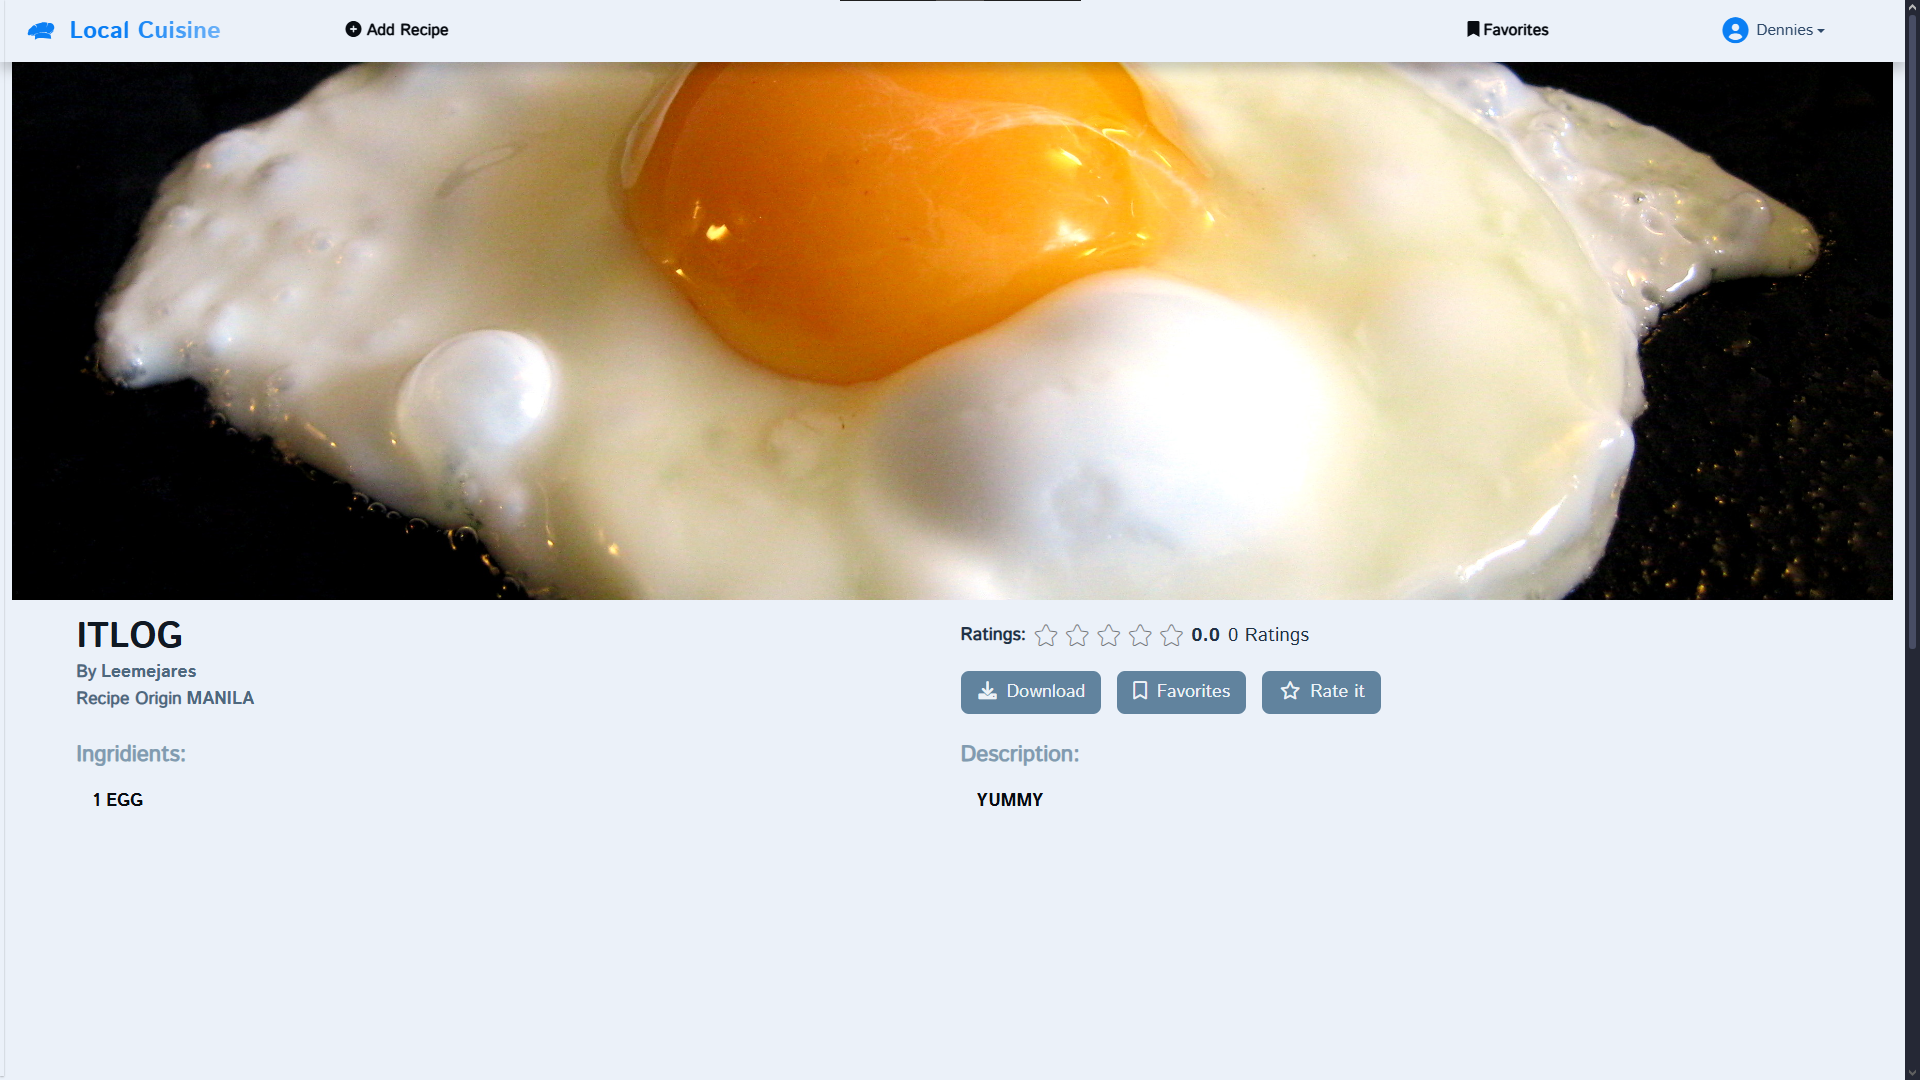 Local Cuisine
Add Recipe
Favorites
Dennies
ITLOG
By Leemejares
Recipe Origin MANILA
Ratings: 0.0 0 Ratings
Download
Favorites
Rate it
Ingridients:
1 EGG
Description:
YUMMY